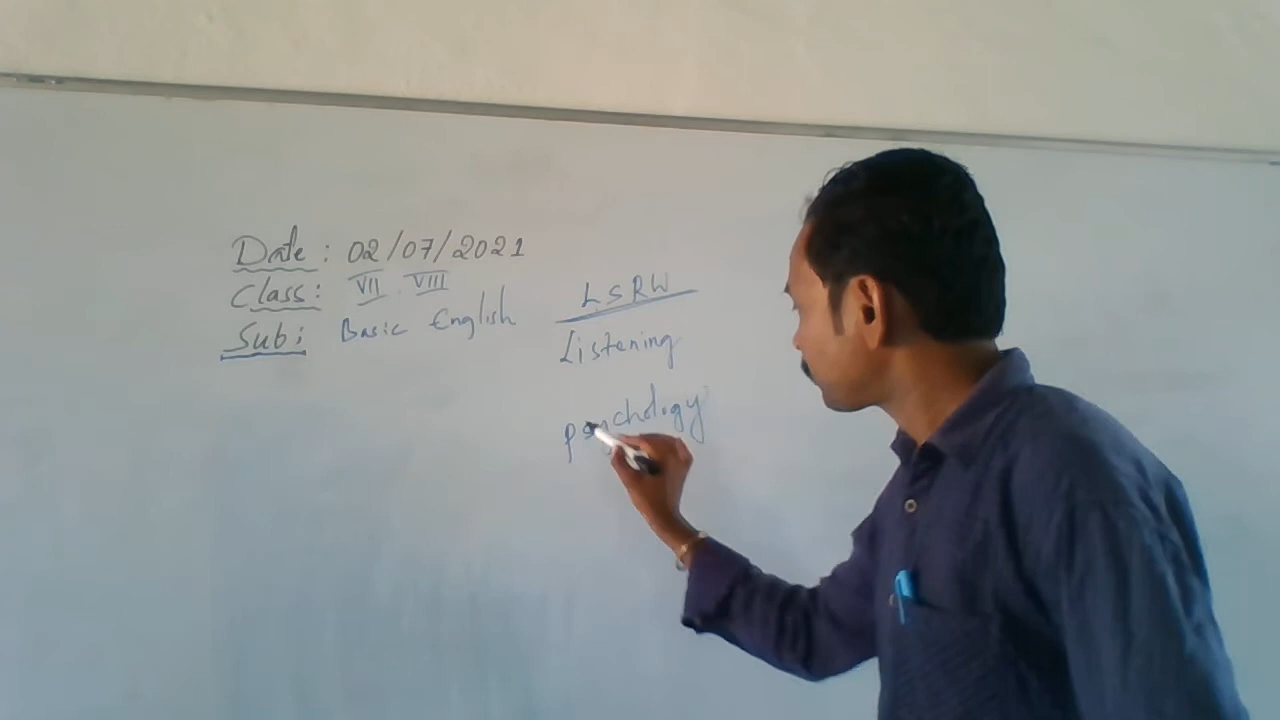 Date: 02/07/2021
Class: VII, VIII
Sub: Basic English
LSRW
Listening
psychology